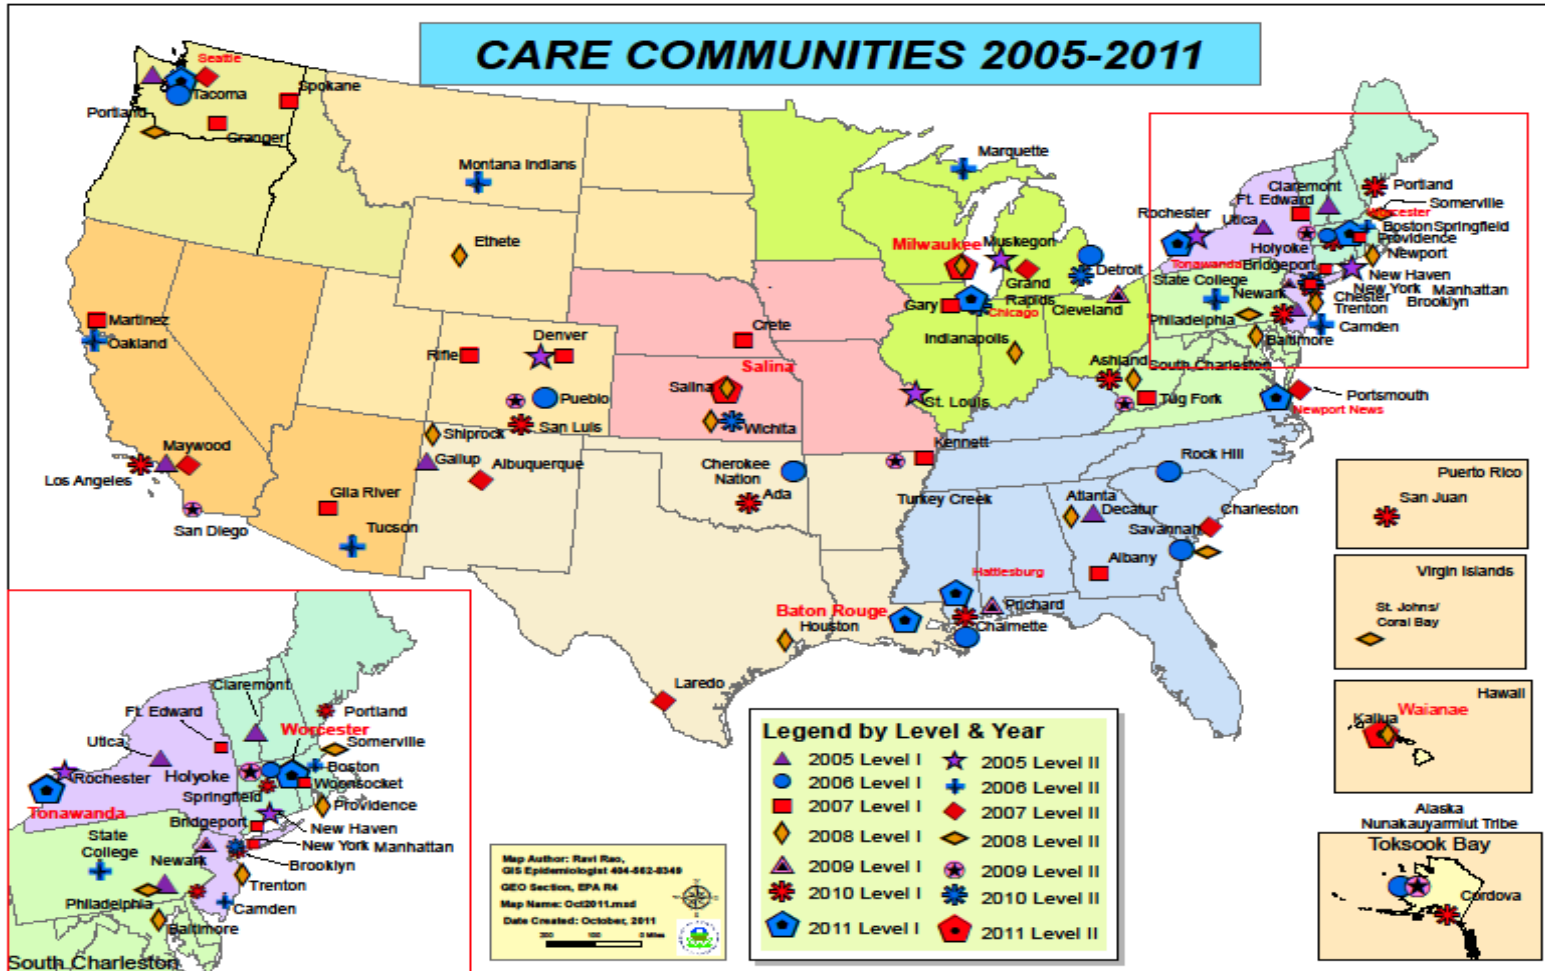 CARE COMMUNITIES 2005-2011
Seattle
Tacoma
Spokane
Portland
Granger
Montana Indians
Marquette
Ethete
Milwaukee
Muskegon
Grand
Rapids
Detroit
Gary
Chicago
Cleveland
Indianapolis
Martinez
Oakland
Rifle
Denver
Crete
Salina
Salina
Pueblo
San Luis
Wichita
St. Louis
Ashland
South Charleston
Tug Fork
Portsmouth
Newport News
Claremont
Portland
Ft. Edward
Somerville
Rochester
Utica
Worcester
Boston
Springfield
Holyoke
Providence
Newport
Tonawanda
Bridgeport
New Haven
State College
Newark
New York
Manhattan
Chester
Brooklyn
Trenton
Philadelphia
Camden
Baltimore
Maywood
Los Angeles
San Diego
Shiprock
Gallup
Albuquerque
Gila River
Tucson
Cherokee
Nation
Ada
Kennett
Turkey Creek
Rock Hill
Atlanta
Decatur
Charleston
Savannah
Albany
Hattiesburg
Prichard
Baton Rouge
Houston
Chalmette
Laredo
Puerto Rico
San Juan
Virgin Islands
St. Johns/
Coral Bay
Hawaii
Waianae
Kailua
Alaska
Nunakauyarmiut Tribe
Toksook Bay
Cordova
Claremont
Ft. Edward
Portland
Worcester
Utica
Somerville
Boston
Rochester
Holyoke
Woonsocket
Springfield
Providence
Tonawanda
Bridgeport
New Haven
State
College
New York
Manhattan
Newark
Brooklyn
Trenton
Philadelphia
Camden
Baltimore
South Charleston
Map Author: Ravi Rao,
GIS Epidemiologist 404-562-8349
GEO Section, EPA R4
Map Name: Oct2011.mxd
Date Created: October, 2011
200 100 0 Miles
Legend by Level & Year
2005 Level I
2005 Level II
2006 Level I
2006 Level II
2007 Level I
2007 Level II
2008 Level I
2008 Level II
2009 Level I
2009 Level II
2010 Level I
2010 Level II
2011 Level I
2011 Level II